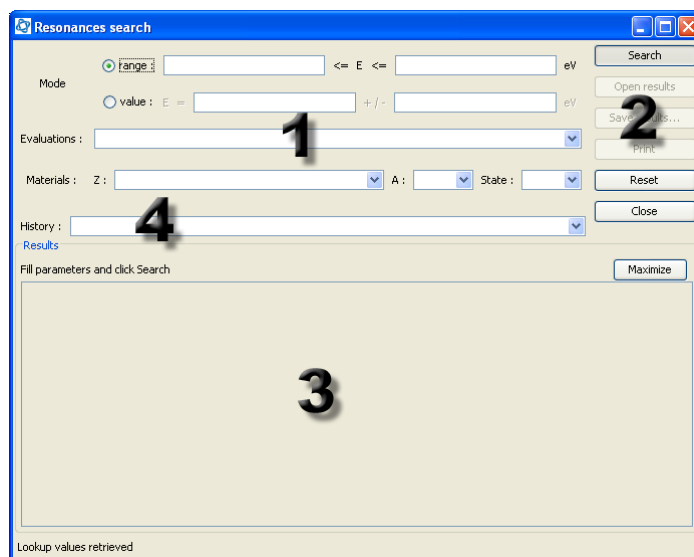 Resonances search
Mode
range :
<= E <=
eV
Search
value : E =
+/-
eV
Open results
Save results...
Print
Evaluations :
1
2
Materials : Z :
A :
State :
Reset
Close
4
History :
Results
Fill parameters and click Search
Maximize
3
Lookup values retrieved